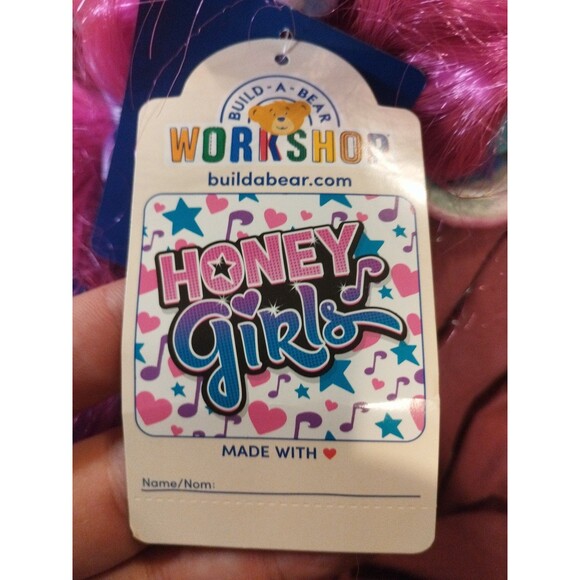 BUILD-A-BEAR
WORKSHOP
buildabear.com
HONEY
girls
MADE WITH ♥
Name/Nom: